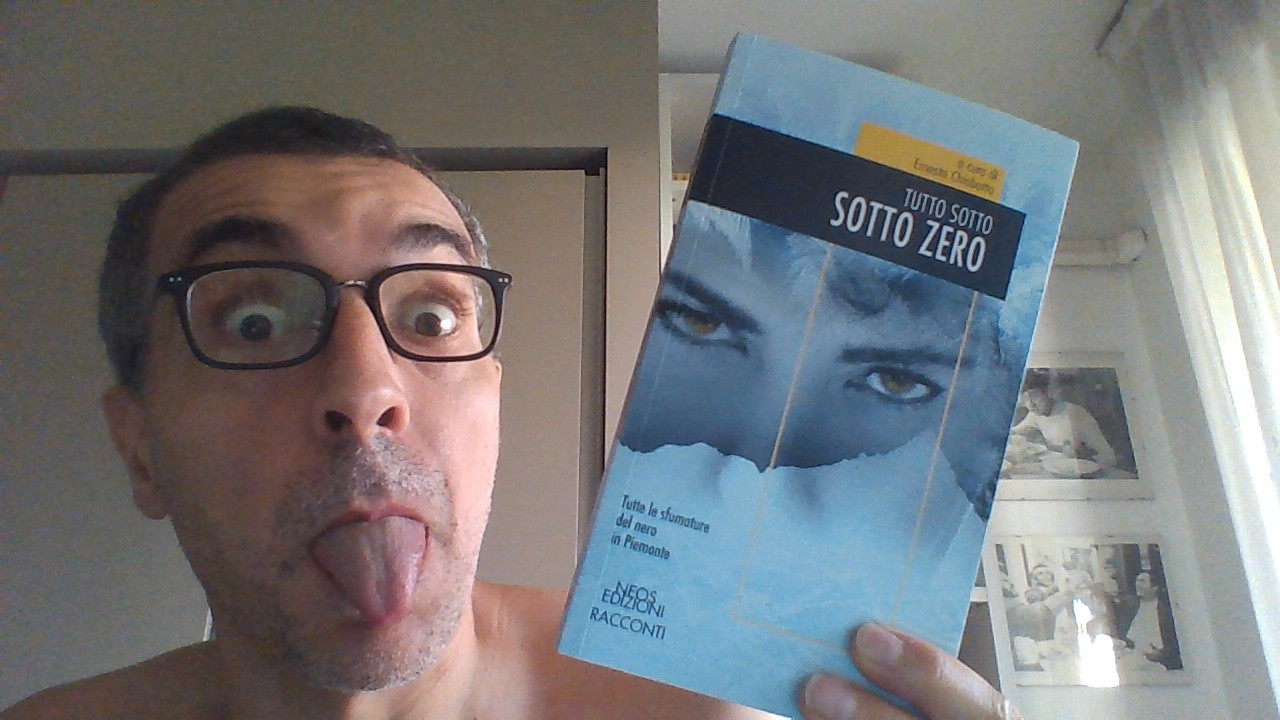 a cura di
Ernesto Chiabotto
TUTTO SOTTO
SOTTO ZERO
Tutte le sfumature
del nero
in Piemonte
NEOS
EDIZIONI
RACCONTI